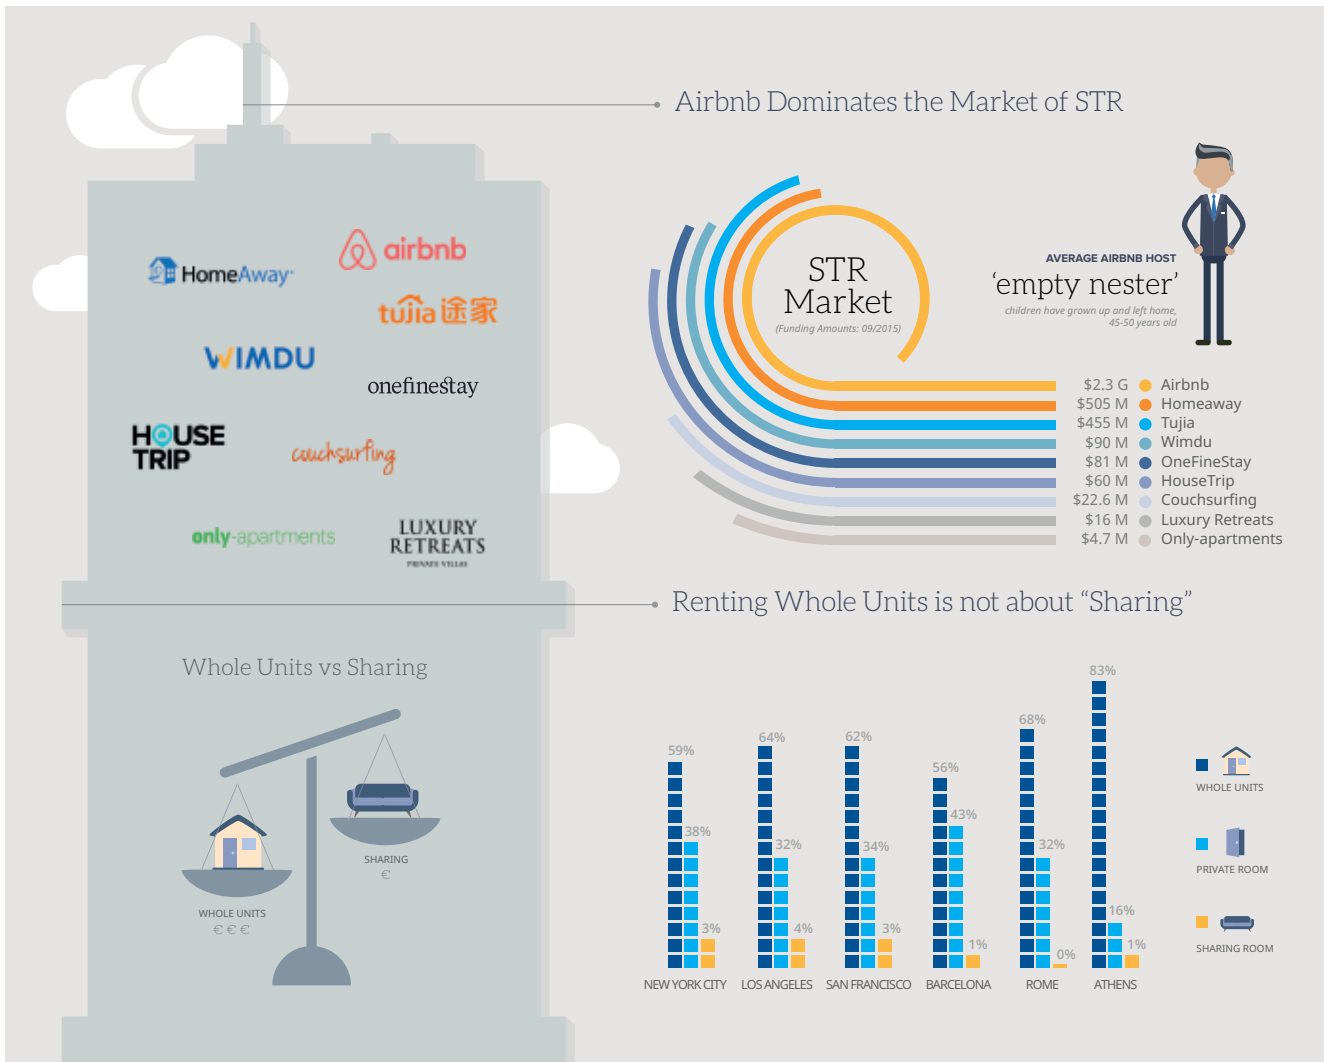 Airbnb Dominates the Market of STR
HomeAway
airbnb
tujia 途家
WIMDU
onefinestay
HOUSE
TRIP
couchsurfing
only-apartments
LUXURY
RETREATS
STR
Market
(Funding Amounts: 09/2015)
AVERAGE AIRBNB HOST
‘empty nester’
children have grown up and left home,
45-50 years old
$2.3 G Airbnb
$505 M Homeaway
$455 M Tujia
$90 M Wimdu
$81 M OneFineStay
$60 M HouseTrip
$22.6 M Couchsurfing
$16 M Luxury Retreats
$4.7 M Only-apartments
Renting Whole Units is not about “Sharing”
Whole Units vs Sharing
SHARING
€
WHOLE UNITS
€ € €
59%
38%
3%
NEW YORK CITY
64%
32%
4%
LOS ANGELES
62%
34%
3%
SAN FRANCISCO
56%
43%
1%
BARCELONA
68%
32%
0%
ROME
83%
16%
1%
ATHENS
WHOLE UNITS
PRIVATE ROOM
SHARING ROOM